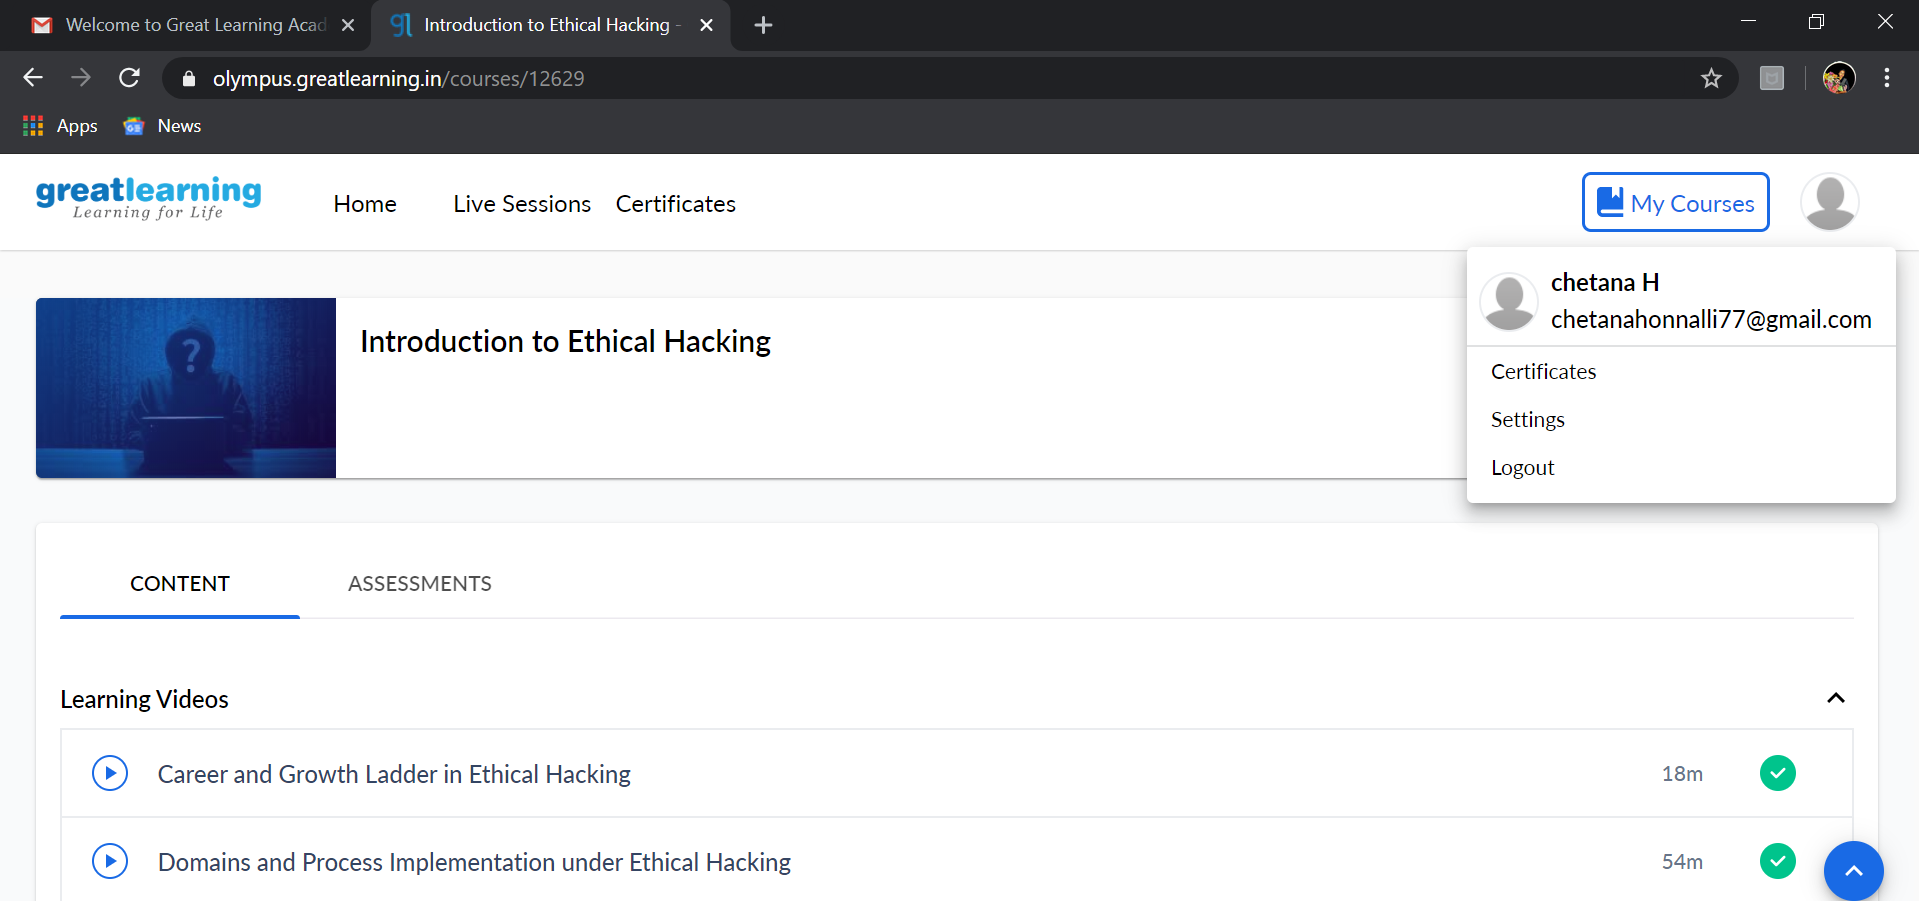 Welcome to Great Learning Acad
Introduction to Ethical Hacking -
olympus.greatlearning.in/courses/12629
Apps
News
greatlearning
Learning for Life
Home
Live Sessions
Certificates
My Courses
chetana H
chetanahonnalli77@gmail.com
Certificates
Settings
Logout
?
Introduction to Ethical Hacking
CONTENT
ASSESSMENTS
Learning Videos
Career and Growth Ladder in Ethical Hacking
18m
Domains and Process Implementation under Ethical Hacking
54m